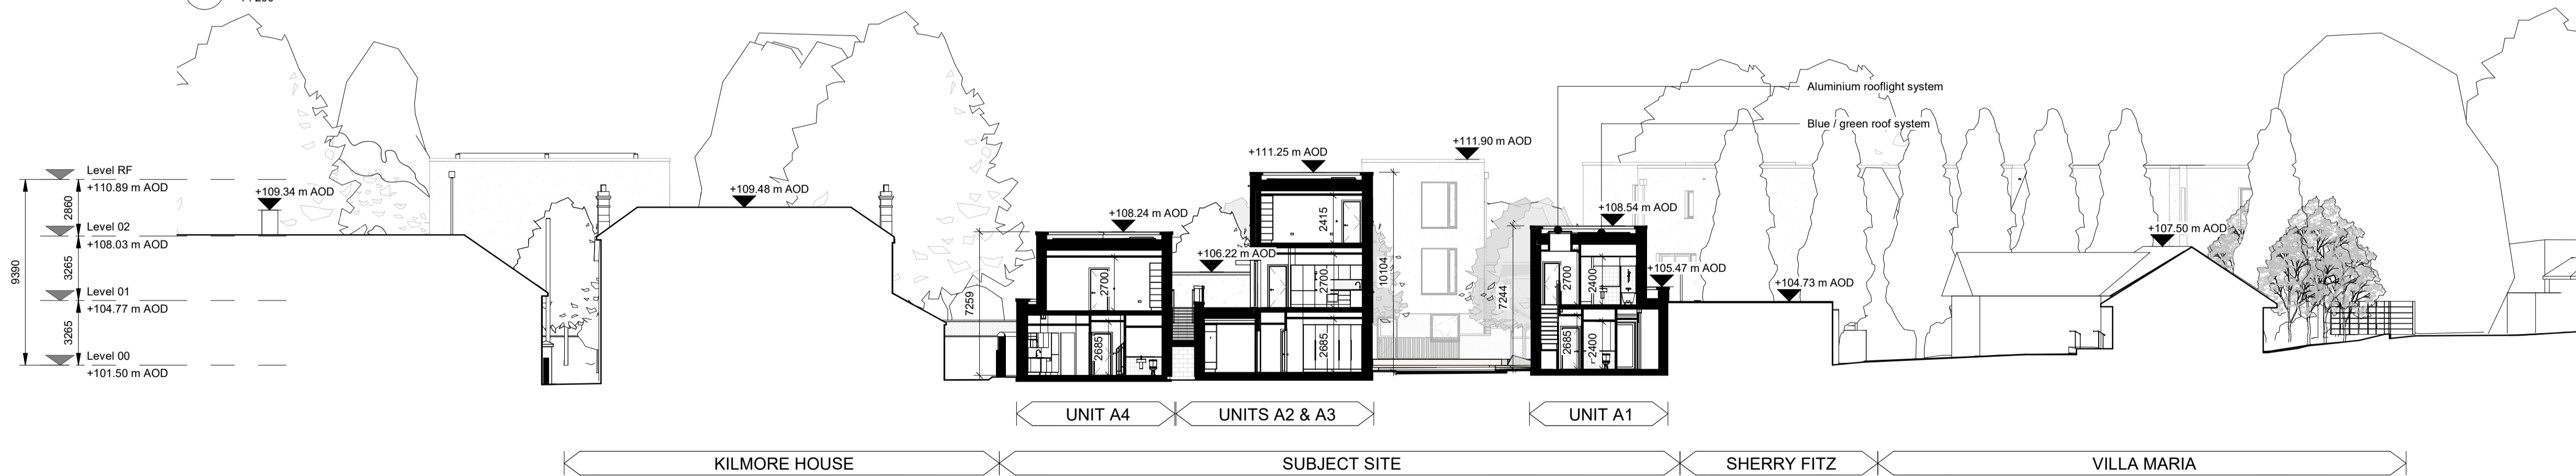 Aluminium rooflight system
Blue / green roof system
+111.90 m AOD
+111.25 m AOD
Level RF
+110.89 m AOD
+109.34 m AOD
+109.48 m AOD
+108.24 m AOD
+108.54 m AOD
+107.50 m AOD
+106.22 m AOD
+105.47 m AOD
+104.73 m AOD
Level 02
+108.03 m AOD
Level 01
+104.77 m AOD
Level 00
+101.50 m AOD
9390
2860
3265
3265
7259
2700
2685
2415
2700
2685
10104
7244
2700
2400
2685
2400
UNIT A4
UNITS A2 & A3
UNIT A1
KILMORE HOUSE
SUBJECT SITE
SHERRY FITZ
VILLA MARIA